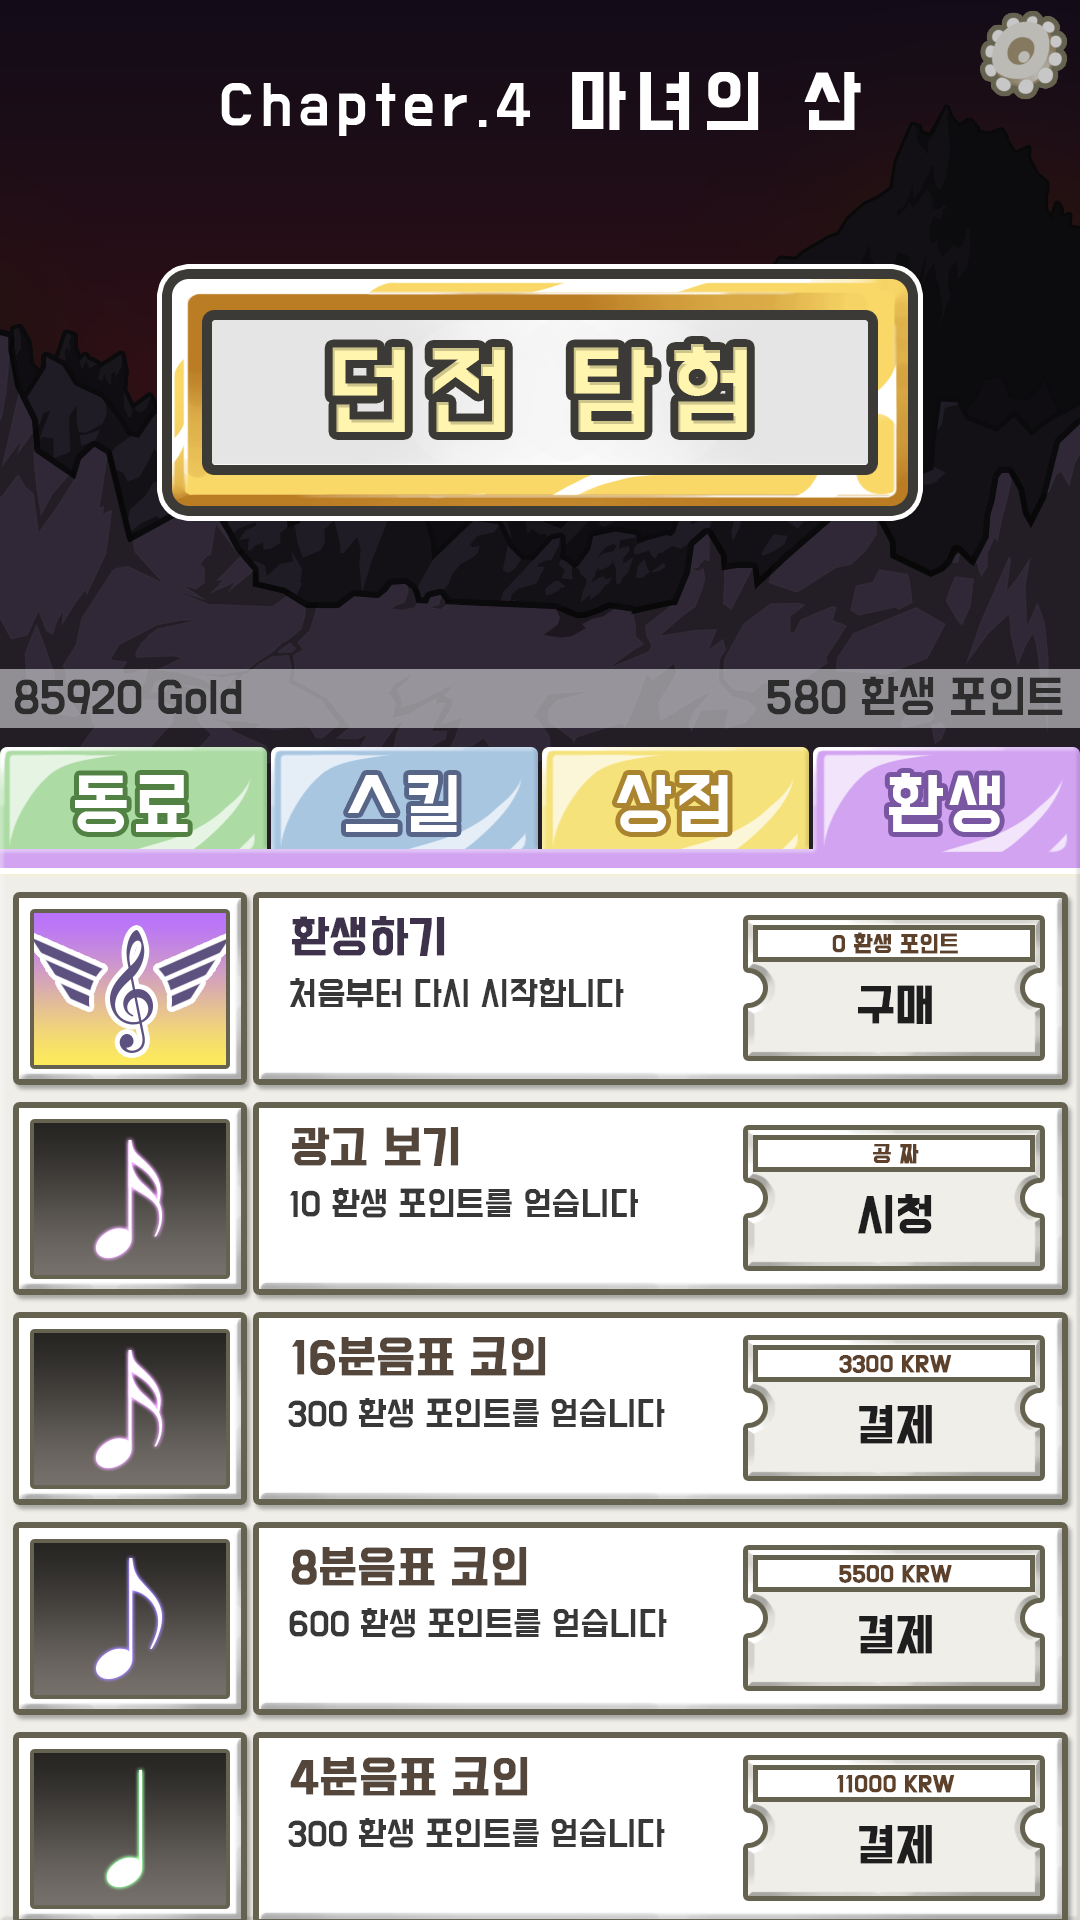 Chapter.4 마녀의 산
던전 탐험
85920 Gold
580 환생 포인트
동료
스킬
상점
환생
환생하기
처음부터 다시 시작합니다
0 환생 포인트
구매
광고 보기
10 환생 포인트를 얻습니다
공 짜
시청
16분음표 코인
300 환생 포인트를 얻습니다
3300 KRW
결제
8분음표 코인
600 환생 포인트를 얻습니다
5500 KRW
결제
4분음표 코인
300 환생 포인트를 얻습니다
11000 KRW
결제